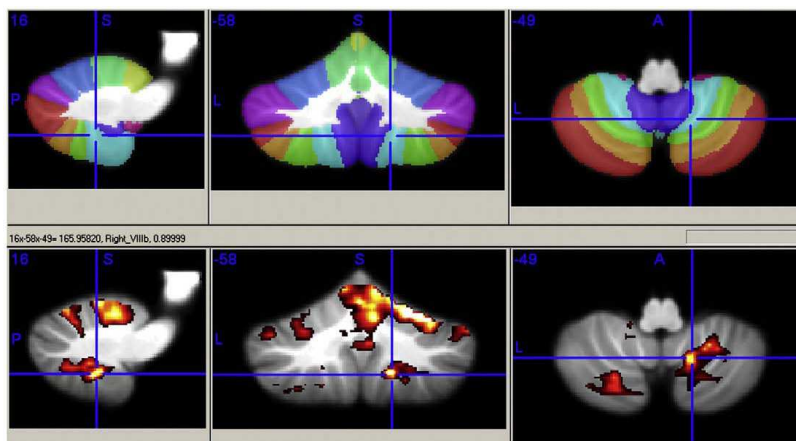 16 S -58 S -49 A
P L L
16x-58x-49= 165.95820, Right_VIIIb, 0.89999
16 S -58 S -49 A
P L L